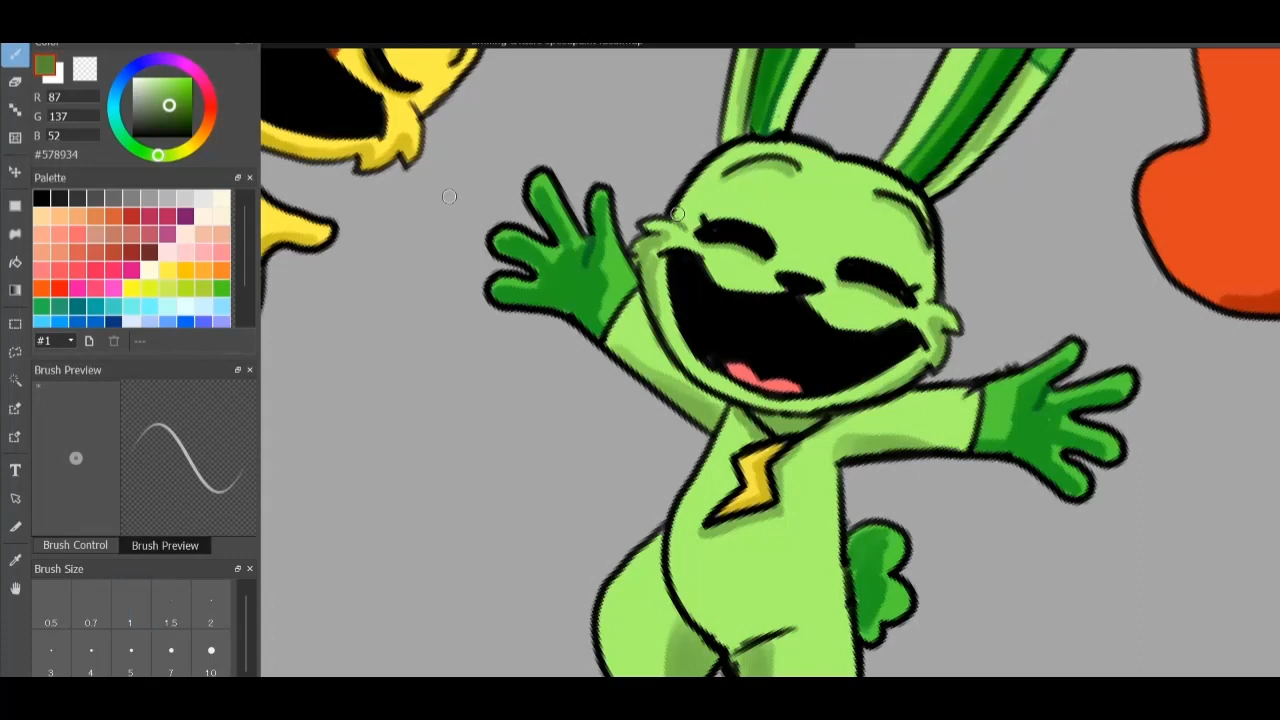 Color
R 87
G 137
B 52
#578934
Palette
#1
Brush Preview
Brush Control Brush Preview
Brush Size
0.5 0.7 1 1.5 2
3 4 5 7 10
T